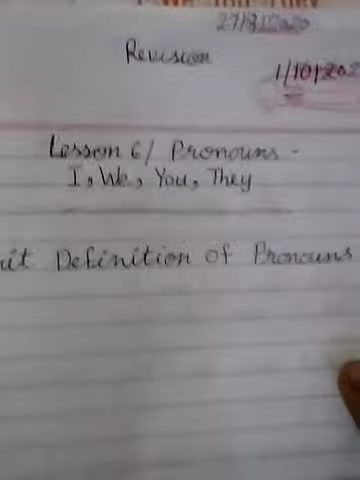 27/8/2020
Revision
1/10/202
Lesson 6/ Pronouns -
I, We, You, They
Definition of Pronouns